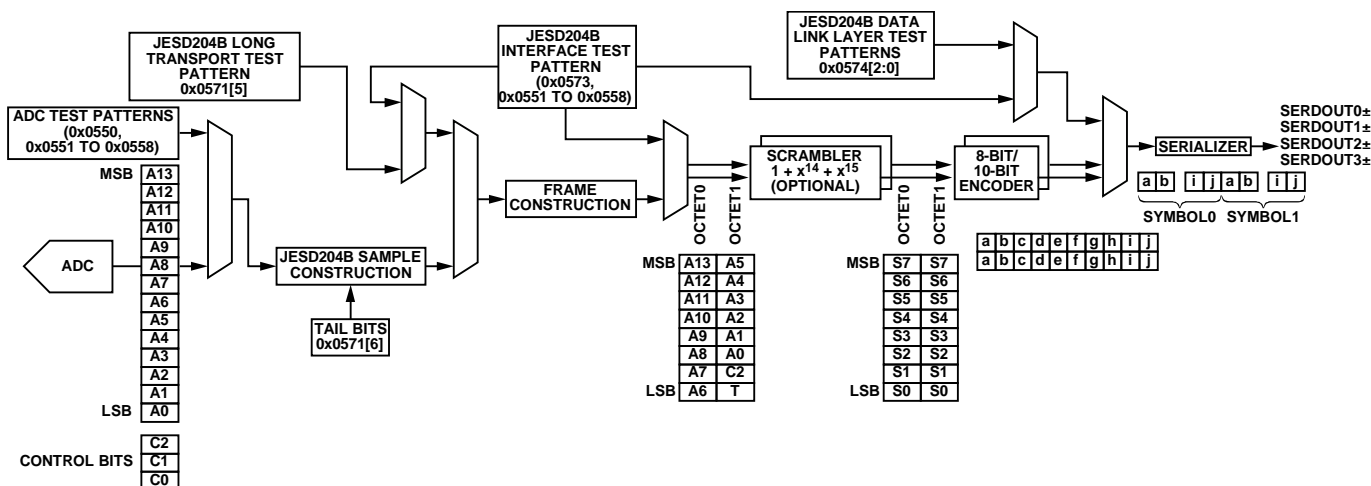 JESD204B LONG
TRANSPORT TEST
PATTERN
0x0571[5]
JESD204B
INTERFACE TEST
PATTERN
(0x0573,
0x0551 TO 0x0558)
JESD204B DATA
LINK LAYER TEST
PATTERNS
0x0574[2:0]
ADC TEST PATTERNS
(0x0550,
0x0551 TO 0x0558)
MSB A13
A12
A11
A10
A9
A8
A7
A6
A5
A4
A3
A2
A1
LSB A0
C2
CONTROL BITS C1
C0
ADC
JESD204B SAMPLE
CONSTRUCTION
TAIL BITS
0x0571[6]
FRAME
CONSTRUCTION
OCTET0
OCTET1
MSB A13 A5
A12 A4
A11 A3
A10 A2
A9 A1
A8 A0
A7 C2
LSB A6 T
SCRAMBLER
1 + x14 + x15
(OPTIONAL)
OCTET0
OCTET1
MSB S7 S7
S6 S6
S5 S5
S4 S4
S3 S3
S2 S2
S1 S1
LSB S0 S0
8-BIT/
10-BIT
ENCODER
a b c d e f g h i j
a b c d e f g h i j
SERIALIZER
SERDOUT0±
SERDOUT1±
SERDOUT2±
SERDOUT3±
a b i j a b i j
SYMBOL0 SYMBOL1